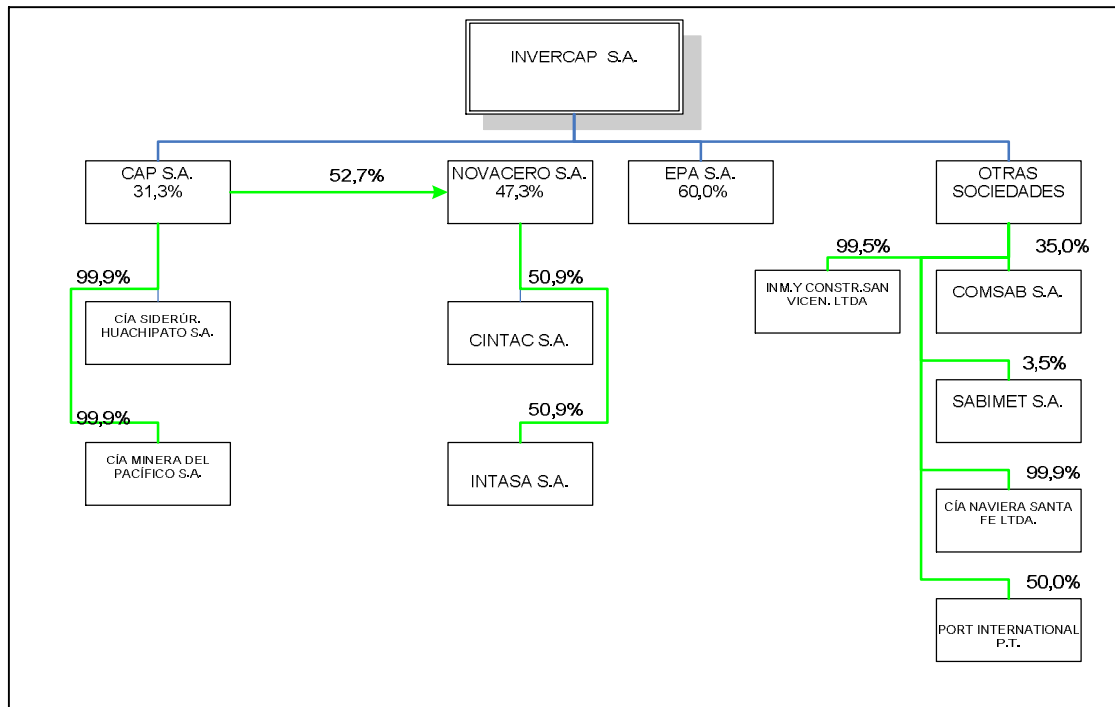 INVERCAP S.A.
CAP S.A.
31,3%
52,7%
NOVACERO S.A.
47,3%
EPA S.A.
60,0%
OTRAS
SOCIEDADES
99,9%
CÍA SIDERÚR.
HUACHIPATO S.A.
99,9%
CÍA MINERA DEL
PACÍFICO S.A.
50,9%
CINTAC S.A.
50,9%
INTASA S.A.
99,5%
INM.Y CONSTR.SAN
VICEN. LTDA
35,0%
COMSAB S.A.
3,5%
SABIMET S.A.
99,9%
CÍA NAVIERA SANTA
FE LTDA.
50,0%
PORT INTERNATIONAL
P.T.